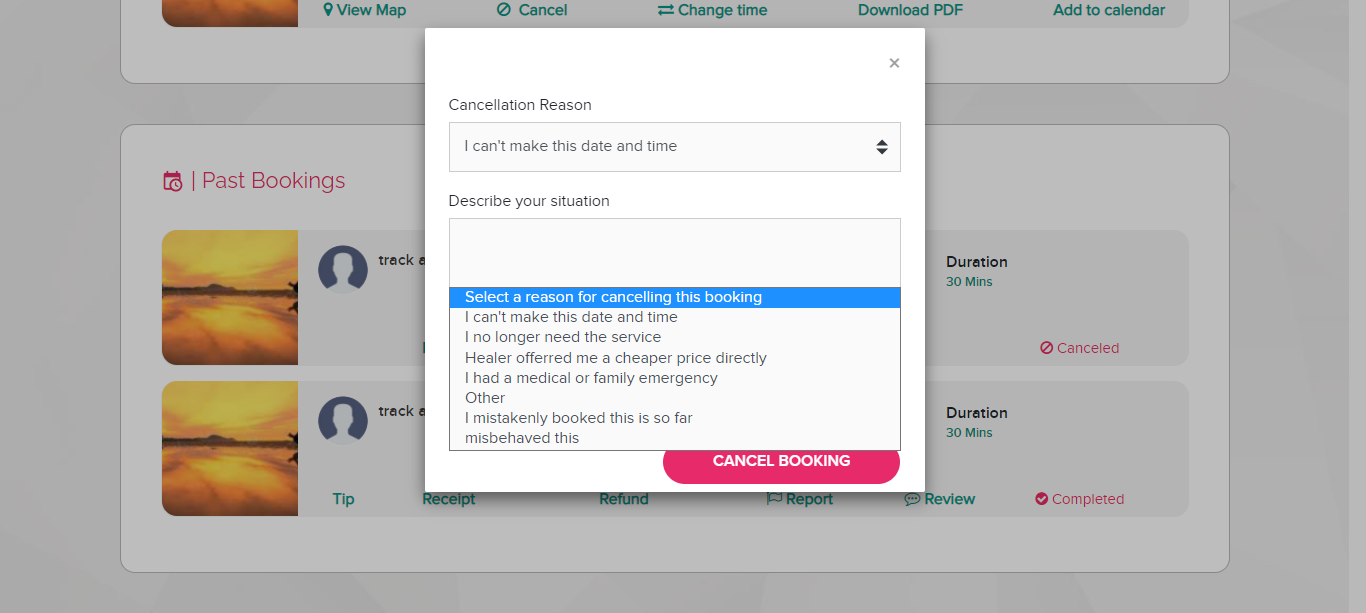 View Map
Cancel
Change time
Download PDF
Add to calendar
×
Cancellation Reason
I can't make this date and time
Describe your situation
Select a reason for cancelling this booking
I can't make this date and time
I no longer need the service
Healer offerred me a cheaper price directly
I had a medical or family emergency
Other
I mistakenly booked this is so far
misbehaved this
CANCEL BOOKING
| Past Bookings
track a
Duration
30 Mins
Canceled
track a
Duration
30 Mins
Tip
Receipt
Refund
Report
Review
Completed